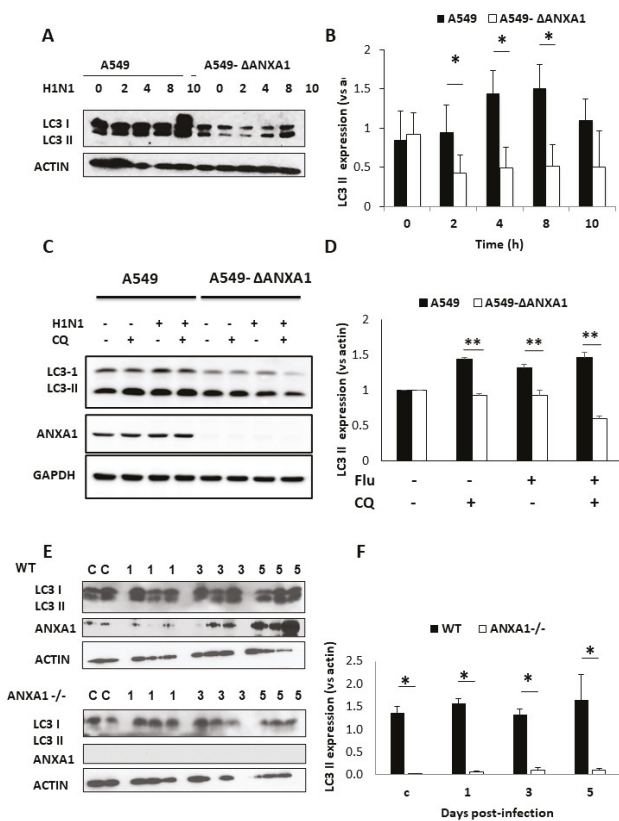 A
A549 A549- ΔANXA1
H1N1 0 2 4 8 10 0 2 4 8 10
LC3 I
LC3 II
ACTIN
B
A549 A549- ΔANXA1
LC3 II expression (vs a
2
1.5
1
0.5
0
* * *
0 2 4 8 10
Time (h)
C
A549 A549- ΔANXA1
H1N1 - - + + - - + +
CQ - + - + - + - +
LC3-1
LC3-II
ANXA1
GAPDH
D
A549 A549-ΔANXA1
LC3 II expression (vs actin)
2
1.5
1
0.5
0
** ** **
Flu - - + +
CQ - + - +
E
WT C C 1 1 1 3 3 3 5 5 5
LC3 I
LC3 II
ANXA1
ACTIN
ANXA1 -/- C C 1 1 1 3 3 3 5 5 5
LC3 I
LC3 II
ANXA1
ACTIN
F
WT ANXA1-/-
LC3 II expression (vs actin)
2.5
2.0
1.5
1.0
0.5
0.0
* * * *
c 1 3 5
Days post-infection